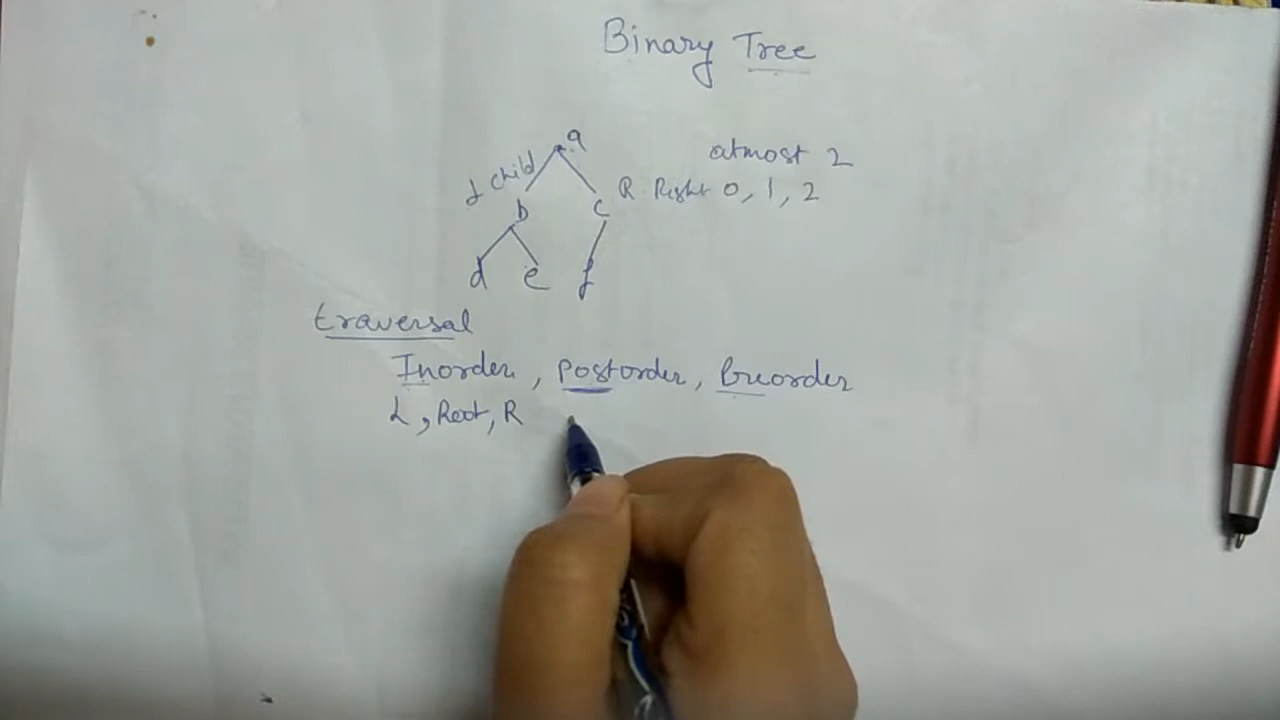 Binary Tree
a
atmost 2
L child
R Right 0, 1, 2
b c
d e f
traversal
Inorder, Postorder, Preorder
L, Root, R